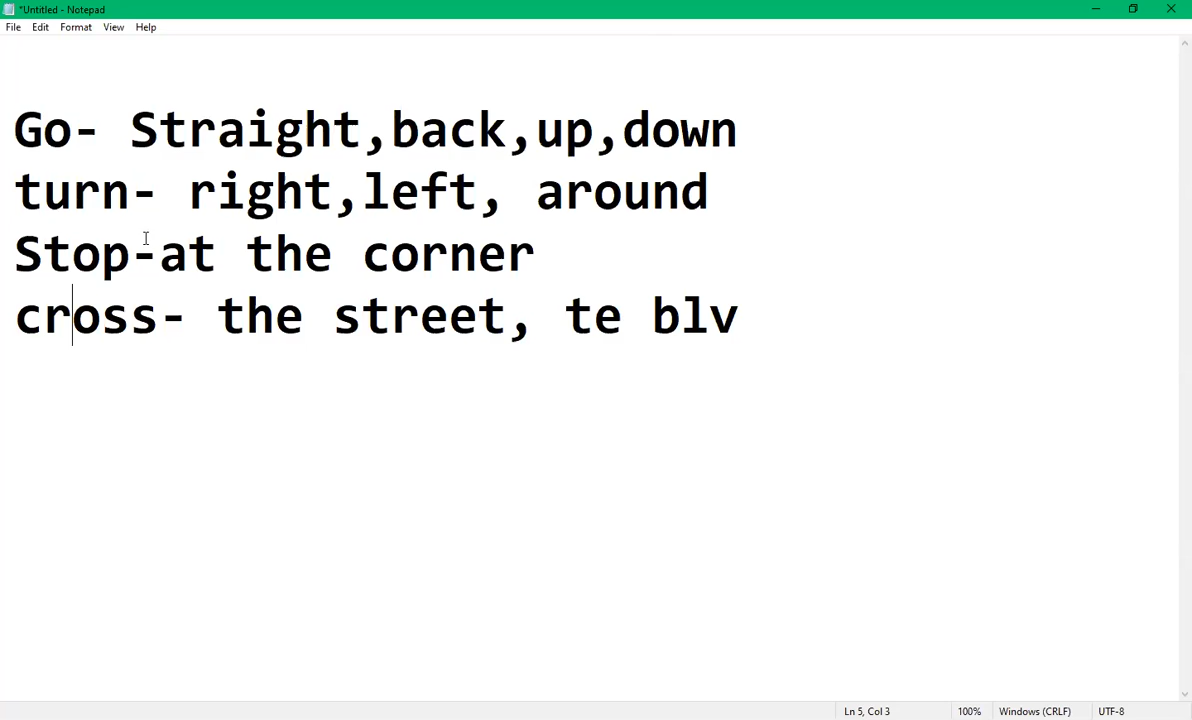 *Untitled - Notepad
File Edit Format View Help
Go- Straight,back,up,down
turn- right,left, around
Stop-at the corner
cross- the street, te blv
Ln 5, Col 3 100% Windows (CRLF) UTF-8